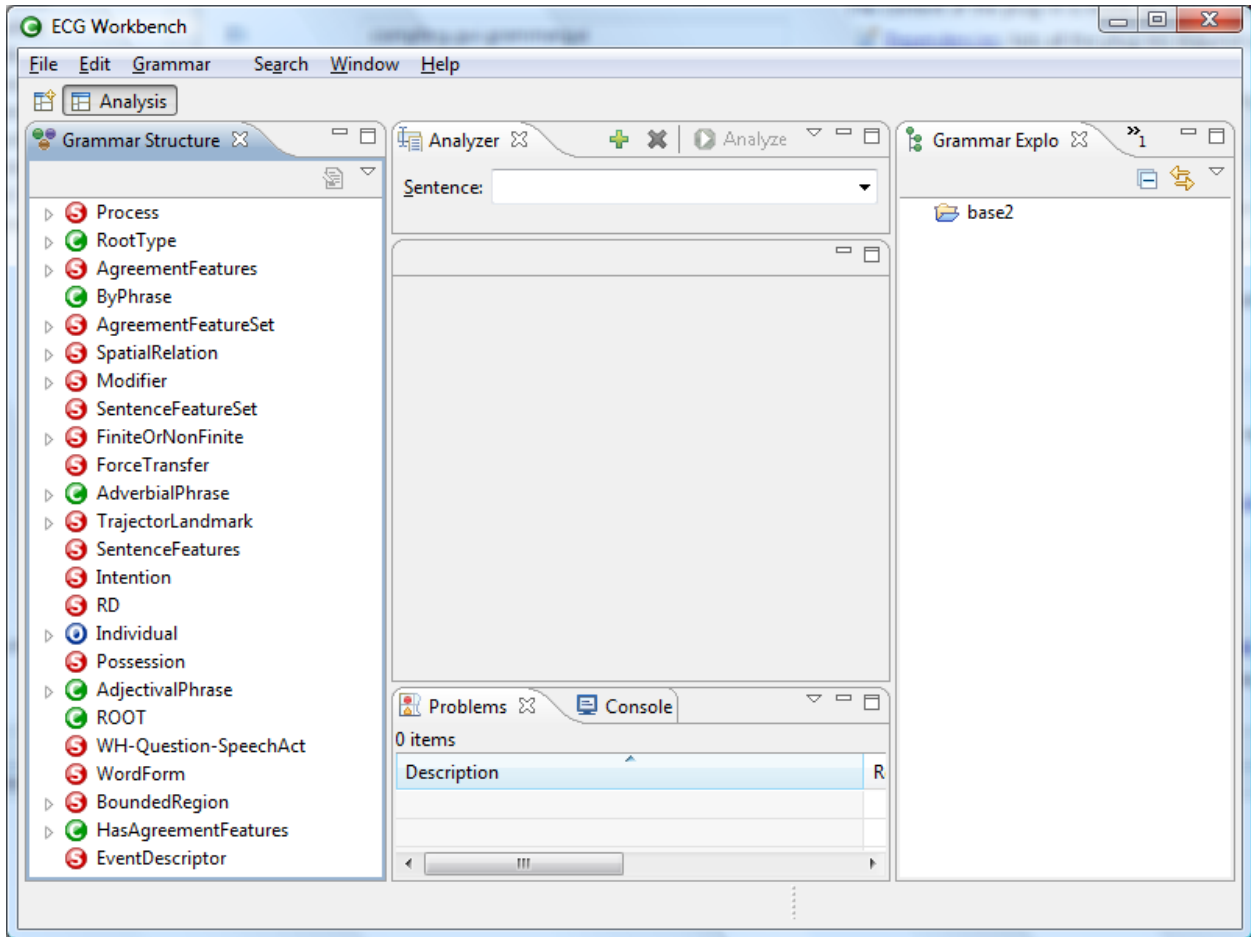 ECG Workbench
File Edit Grammar Search Window Help
Analysis
Grammar Structure
Process
RootType
AgreementFeatures
ByPhrase
AgreementFeatureSet
SpatialRelation
Modifier
SentenceFeatureSet
FiniteOrNonFinite
ForceTransfer
AdverbialPhrase
TrajectorLandmark
SentenceFeatures
Intention
RD
Individual
Possession
AdjectivalPhrase
ROOT
WH-Question-SpeechAct
WordForm
BoundedRegion
HasAgreementFeatures
EventDescriptor
Analyzer Analyze
Sentence:
Problems Console
0 items
Description R
Grammar Explo »1
base2